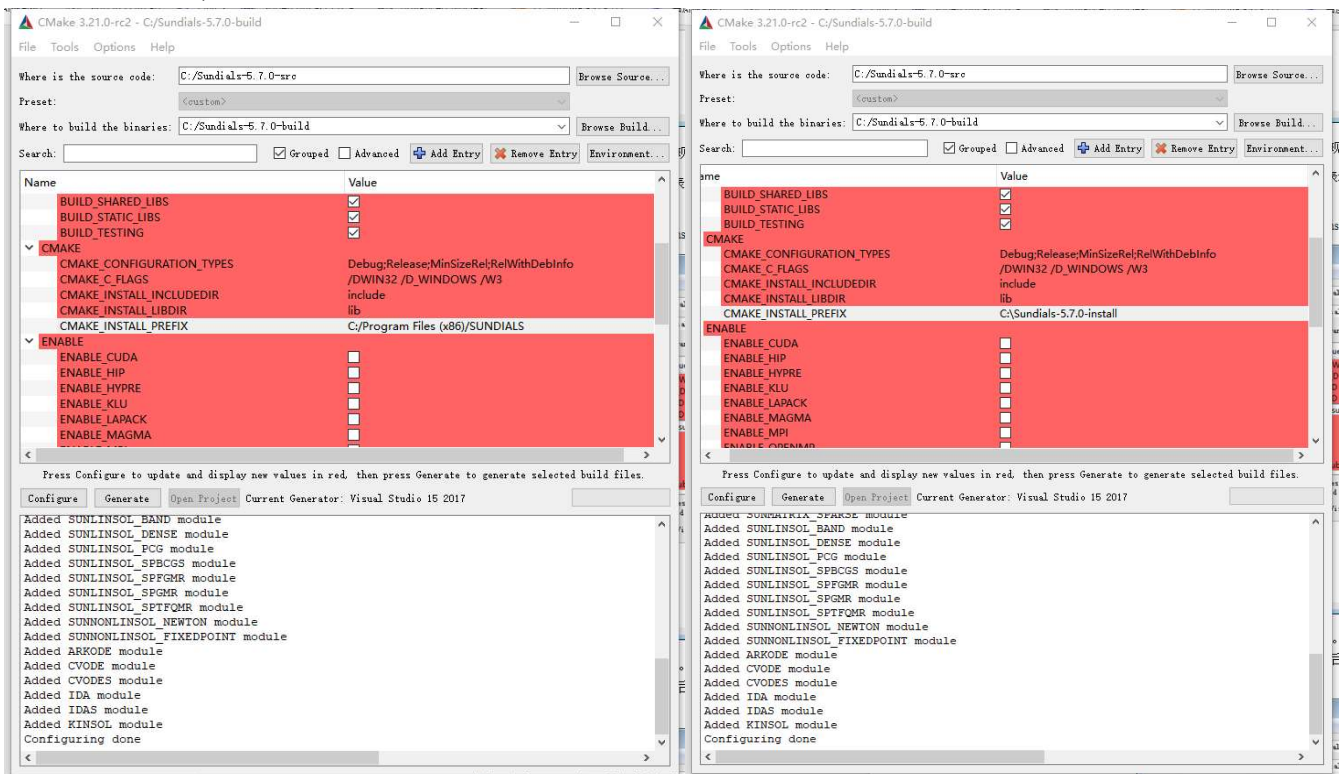 CMake 3.21.0-rc2 - C:/Sundials-5.7.0-build
File Tools Options Help
Where is the source code: C:/Sundials-5.7.0-src Browse Source...
Preset: <custom>
Where to build the binaries: C:/Sundials-5.7.0-build Browse Build...
Search: Grouped Advanced Add Entry Remove Entry Environment...
Name Value
BUILD_SHARED_LIBS
BUILD_STATIC_LIBS
BUILD_TESTING
CMAKE
CMAKE_CONFIGURATION_TYPES Debug;Release;MinSizeRel;RelWithDebInfo
CMAKE_C_FLAGS /DWIN32 /D_WINDOWS /W3
CMAKE_INSTALL_INCLUDEDIR include
CMAKE_INSTALL_LIBDIR lib
CMAKE_INSTALL_PREFIX C:/Program Files (x86)/SUNDIALS
ENABLE
ENABLE_CUDA
ENABLE_HIP
ENABLE_HYPRE
ENABLE_KLU
ENABLE_LAPACK
ENABLE_MAGMA
Press Configure to update and display new values in red, then press Generate to generate selected build files.
Configure Generate Open Project Current Generator: Visual Studio 15 2017
Added SUNLINSOL_BAND module
Added SUNLINSOL_DENSE module
Added SUNLINSOL_PCG module
Added SUNLINSOL_SPBCGS module
Added SUNLINSOL_SPFGMR module
Added SUNLINSOL_SPGMR module
Added SUNLINSOL_SPTFQMR module
Added SUNNONLINSOL_NEWTON module
Added SUNNONLINSOL_FIXEDPOINT module
Added ARKODE module
Added CVODE module
Added CVODES module
Added IDA module
Added IDAS module
Added KINSOL module
Configuring done
CMake 3.21.0-rc2 - C:/Sundials-5.7.0-build
File Tools Options Help
Where is the source code: C:/Sundials-5.7.0-src Browse Source...
Preset: <custom>
Where to build the binaries: C:/Sundials-5.7.0-build Browse Build...
Search: Grouped Advanced Add Entry Remove Entry Environment...
ame Value
BUILD_SHARED_LIBS
BUILD_STATIC_LIBS
BUILD_TESTING
CMAKE
CMAKE_CONFIGURATION_TYPES Debug;Release;MinSizeRel;RelWithDebInfo
CMAKE_C_FLAGS /DWIN32 /D_WINDOWS /W3
CMAKE_INSTALL_INCLUDEDIR include
CMAKE_INSTALL_LIBDIR lib
CMAKE_INSTALL_PREFIX C:\Sundials-5.7.0-install
ENABLE
ENABLE_CUDA
ENABLE_HIP
ENABLE_HYPRE
ENABLE_KLU
ENABLE_LAPACK
ENABLE_MAGMA
ENABLE_MPI
ENABLE_OPENMP
Press Configure to update and display new values in red, then press Generate to generate selected build files.
Configure Generate Open Project Current Generator: Visual Studio 15 2017
Added SUNMATRIX_SPARSE module
Added SUNLINSOL_BAND module
Added SUNLINSOL_DENSE module
Added SUNLINSOL_PCG module
Added SUNLINSOL_SPBCGS module
Added SUNLINSOL_SPFGMR module
Added SUNLINSOL_SPGMR module
Added SUNLINSOL_SPTFQMR module
Added SUNNONLINSOL_NEWTON module
Added SUNNONLINSOL_FIXEDPOINT module
Added ARKODE module
Added CVODE module
Added CVODES module
Added IDA module
Added IDAS module
Added KINSOL module
Configuring done